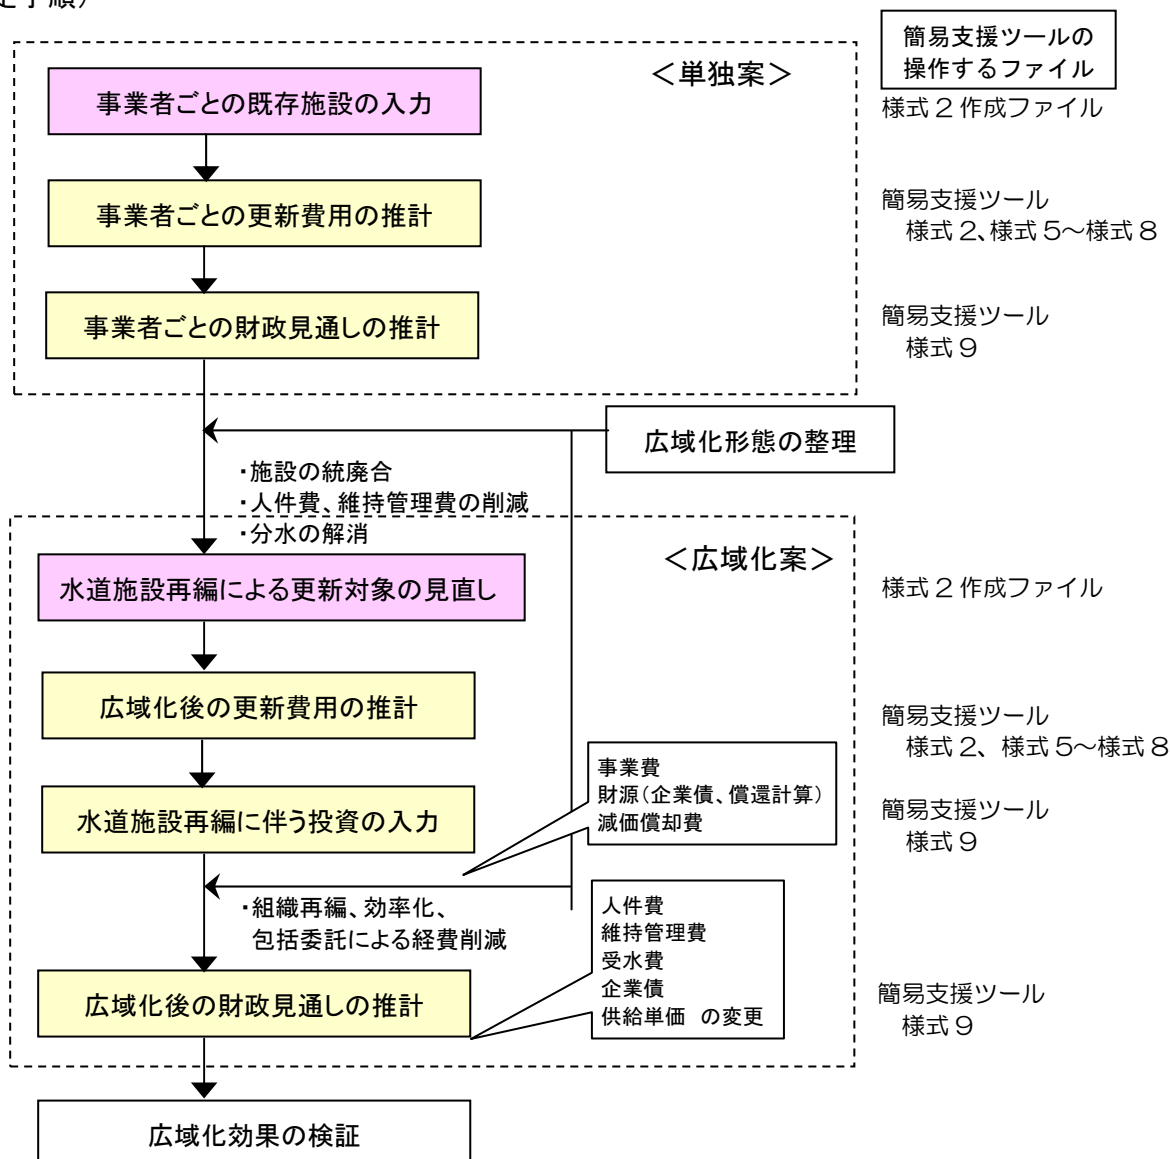 簡易支援ツールの
操作するファイル
<単独案>
事業者ごとの既存施設の入力
様式2作成ファイル
事業者ごとの更新費用の推計
簡易支援ツール
様式2、様式5～様式8
事業者ごとの財政見通しの推計
簡易支援ツール
様式9
広域化形態の整理
・施設の統廃合
・人件費、維持管理費の削減
・分水の解消
<広域化案>
水道施設再編による更新対象の見直し
様式2作成ファイル
広域化後の更新費用の推計
簡易支援ツール
様式2、様式5～様式8
事業費
財源(企業債、償還計算)
減価償却費
水道施設再編に伴う投資の入力
簡易支援ツール
様式9
・組織再編、効率化、
包括委託による経費削減
人件費
維持管理費
受水費
企業債
供給単価 の変更
広域化後の財政見通しの推計
簡易支援ツール
様式9
広域化効果の検証